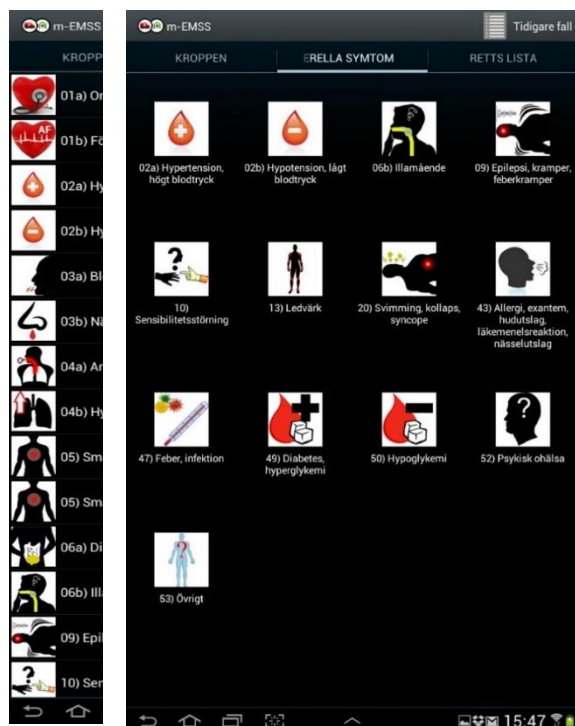 m-EMSS
KROPP
01a) Or
01b) Fö
02a) Hy
02b) Hy
03a) Bl
03b) Nä
04a) An
04b) Hy
05) Sm
05) Sm
06a) Di
06b) Illa
09) Epil
10) Sen
m-EMSS
Tidigare fall
KROPPEN
ERELLA SYMTOM
RETTS LISTA
02a) Hypertension,
högt blodtryck
02b) Hypotension, lågt
blodtryck
06b) Illamående
09) Epilepsi, kramper,
feberkramper
10)
Sensibilitetsstörning
13) Ledvärk
20) Svimming, kollaps,
syncope
43) Allergi, exantem,
hudutslag,
läkemenelsreaktion,
nässelutslag
47) Feber, infektion
49) Diabetes,
hyperglykemi
50) Hypoglykemi
52) Psykisk ohälsa
53) Övrigt
15:47